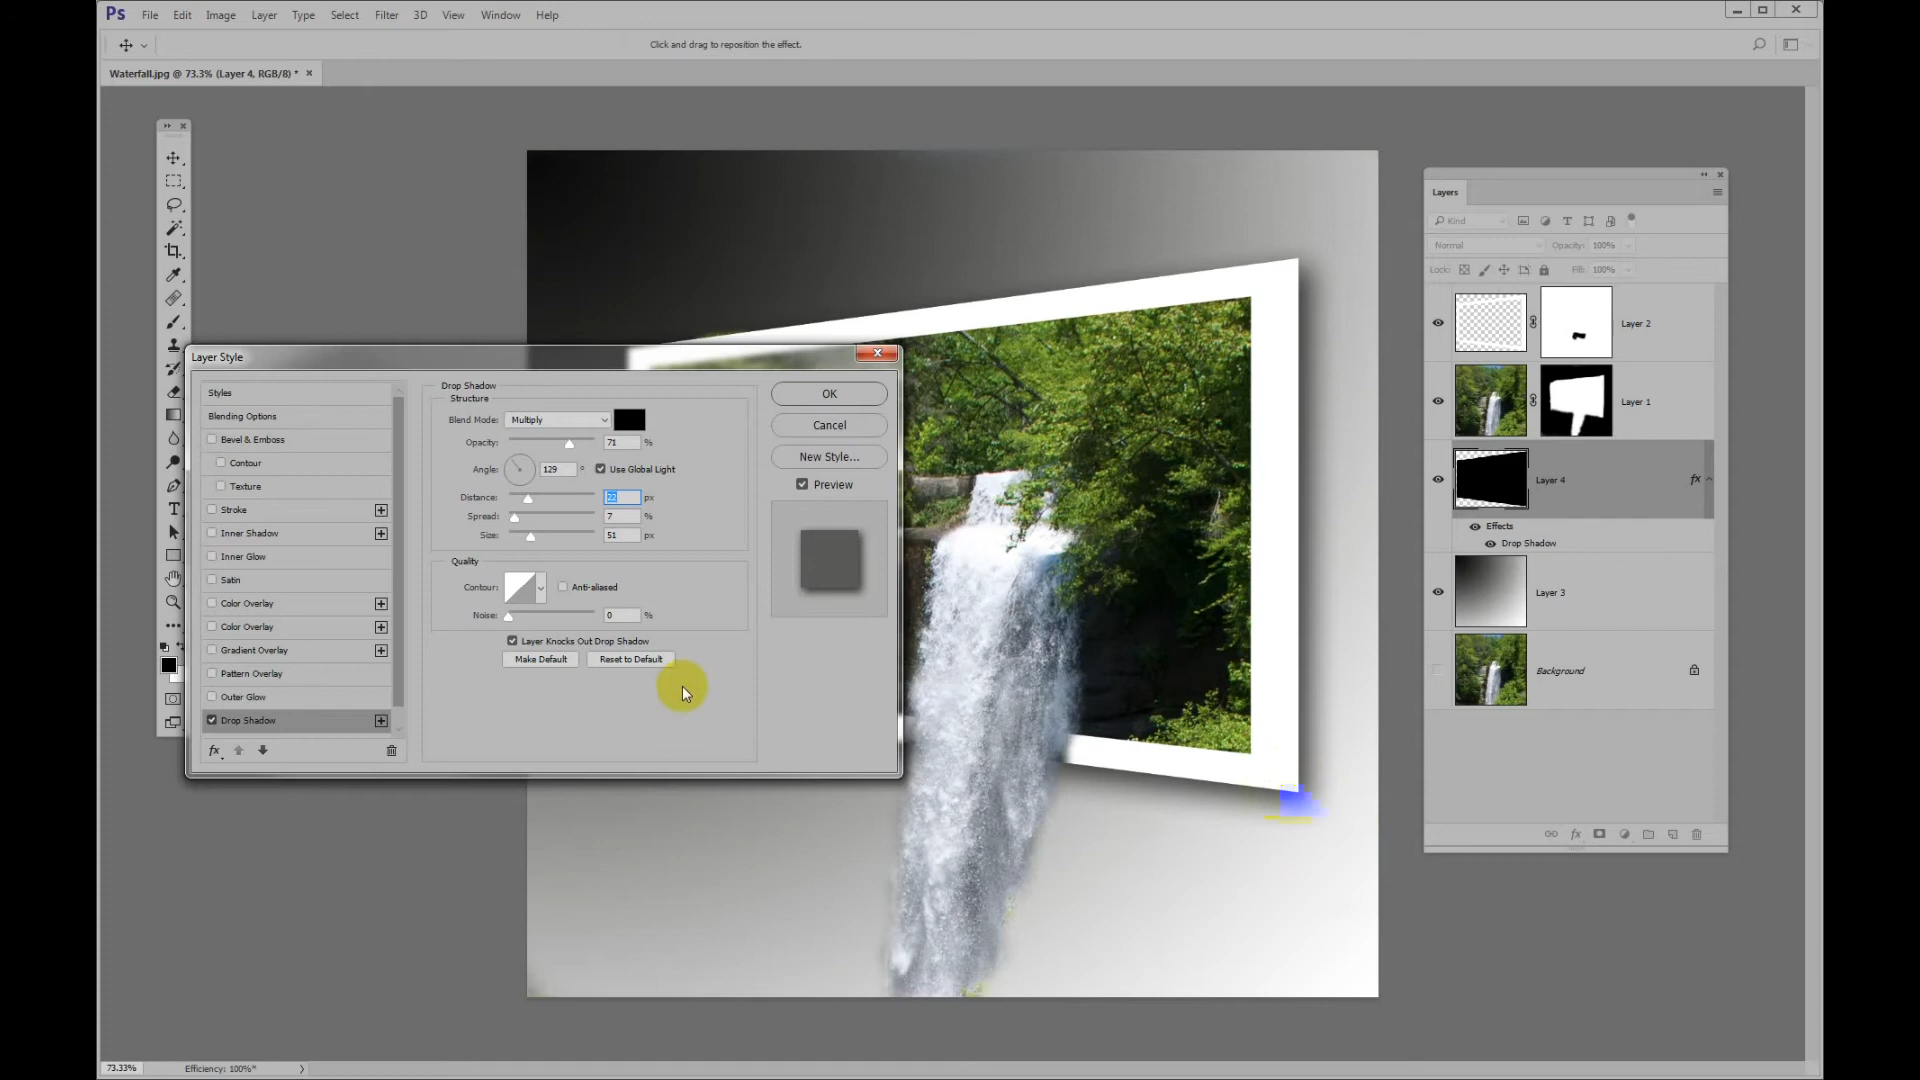 Ps File Edit Image Layer Type Select Filter 3D View Window Help
Click and drag to reposition the effect.
Waterfall.jpg @ 73.3% (Layer 4, RGB/8) * ×
Layer Style
Styles
Blending Options
Bevel & Emboss
Contour
Texture
Stroke
Inner Shadow
Inner Glow
Satin
Color Overlay
Color Overlay
Gradient Overlay
Pattern Overlay
Outer Glow
Drop Shadow
fx
Drop Shadow
Structure
Blend Mode: Multiply
Opacity: 71 %
Angle: 129 ° Use Global Light
Distance: 22 px
Spread: 7 %
Size: 51 px
Quality
Contour: Anti-aliased
Noise: 0 %
Layer Knocks Out Drop Shadow
Make Default Reset to Default
OK
Cancel
New Style...
Preview
Layers
Kind
Normal Opacity: 100%
Lock: Fill: 100%
Layer 2
Layer 1
Layer 4 fx
Effects
Drop Shadow
Layer 3
Background
fx
73.33% Efficiency: 100%*